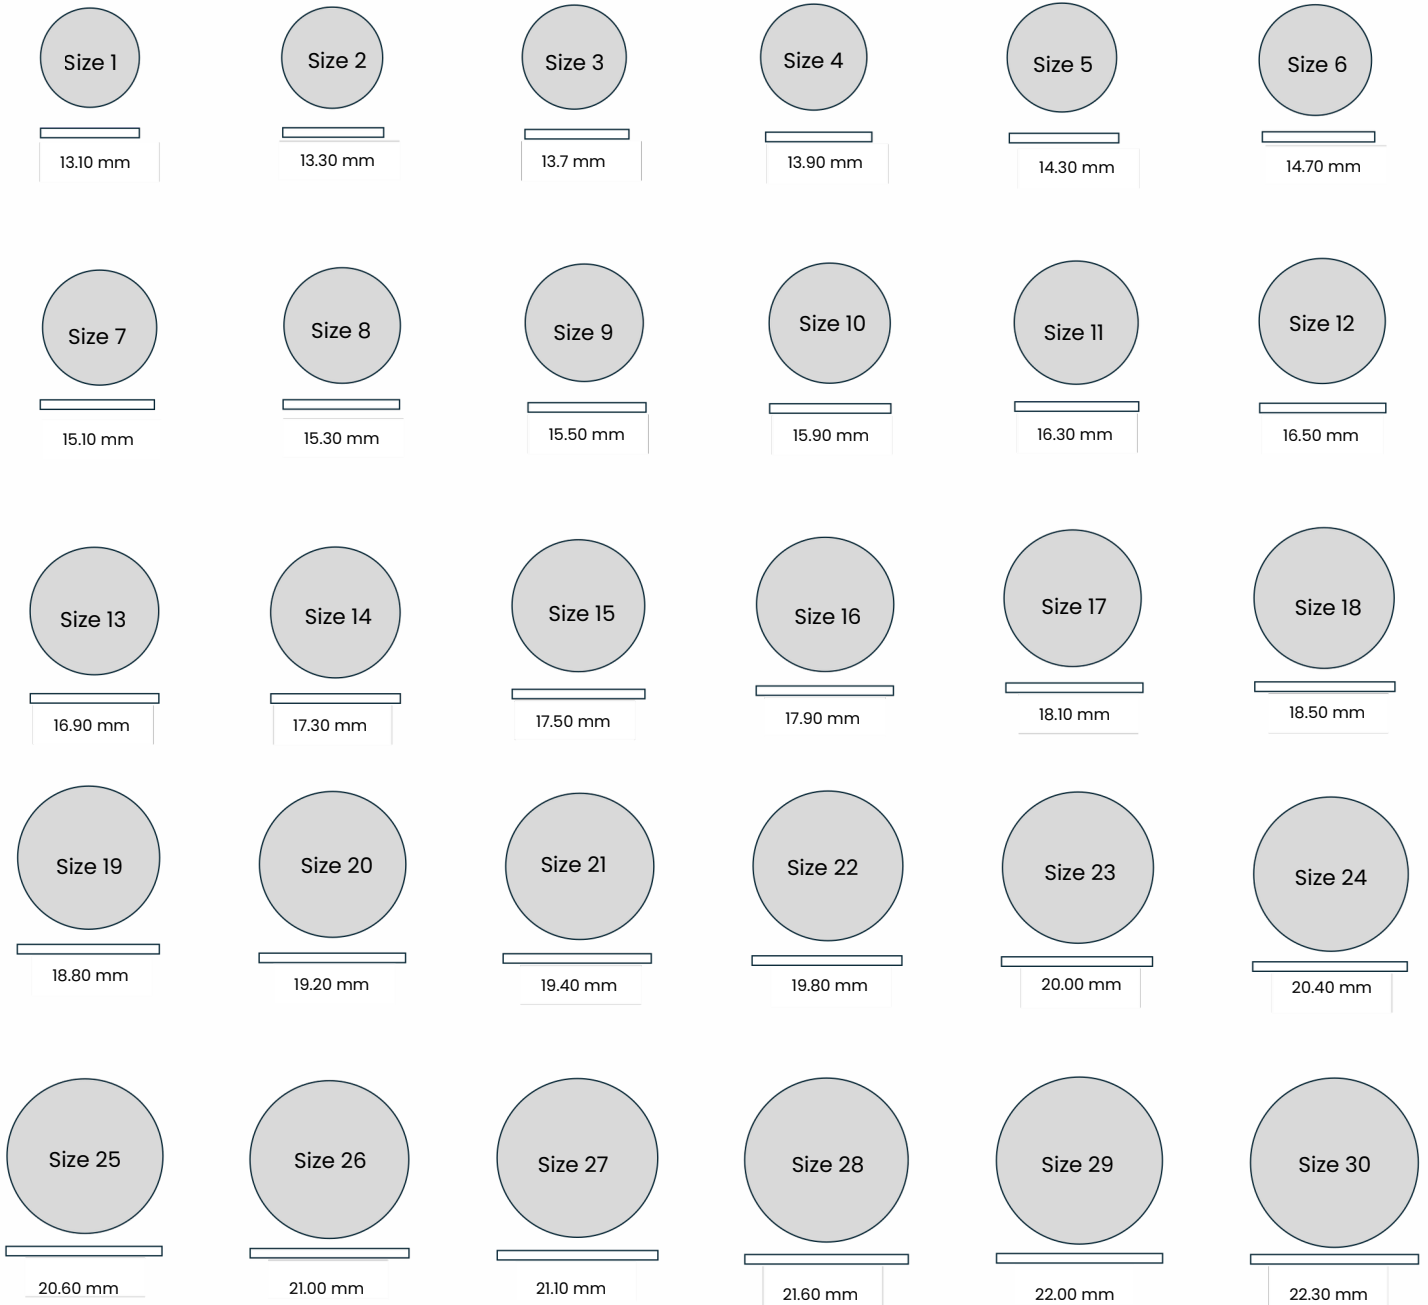 Size 1
Size 2
Size 3
Size 4
Size 5
Size 6
13.10 mm
13.30 mm
13.7 mm
13.90 mm
14.30 mm
14.70 mm
Size 7
Size 8
Size 9
Size 10
Size 11
Size 12
15.10 mm
15.30 mm
15.50 mm
15.90 mm
16.30 mm
16.50 mm
Size 13
Size 14
Size 15
Size 16
Size 17
Size 18
16.90 mm
17.30 mm
17.50 mm
17.90 mm
18.10 mm
18.50 mm
Size 19
Size 20
Size 21
Size 22
Size 23
Size 24
18.80 mm
19.20 mm
19.40 mm
19.80 mm
20.00 mm
20.40 mm
Size 25
Size 26
Size 27
Size 28
Size 29
Size 30
20.60 mm
21.00 mm
21.10 mm
21.60 mm
22.00 mm
22.30 mm